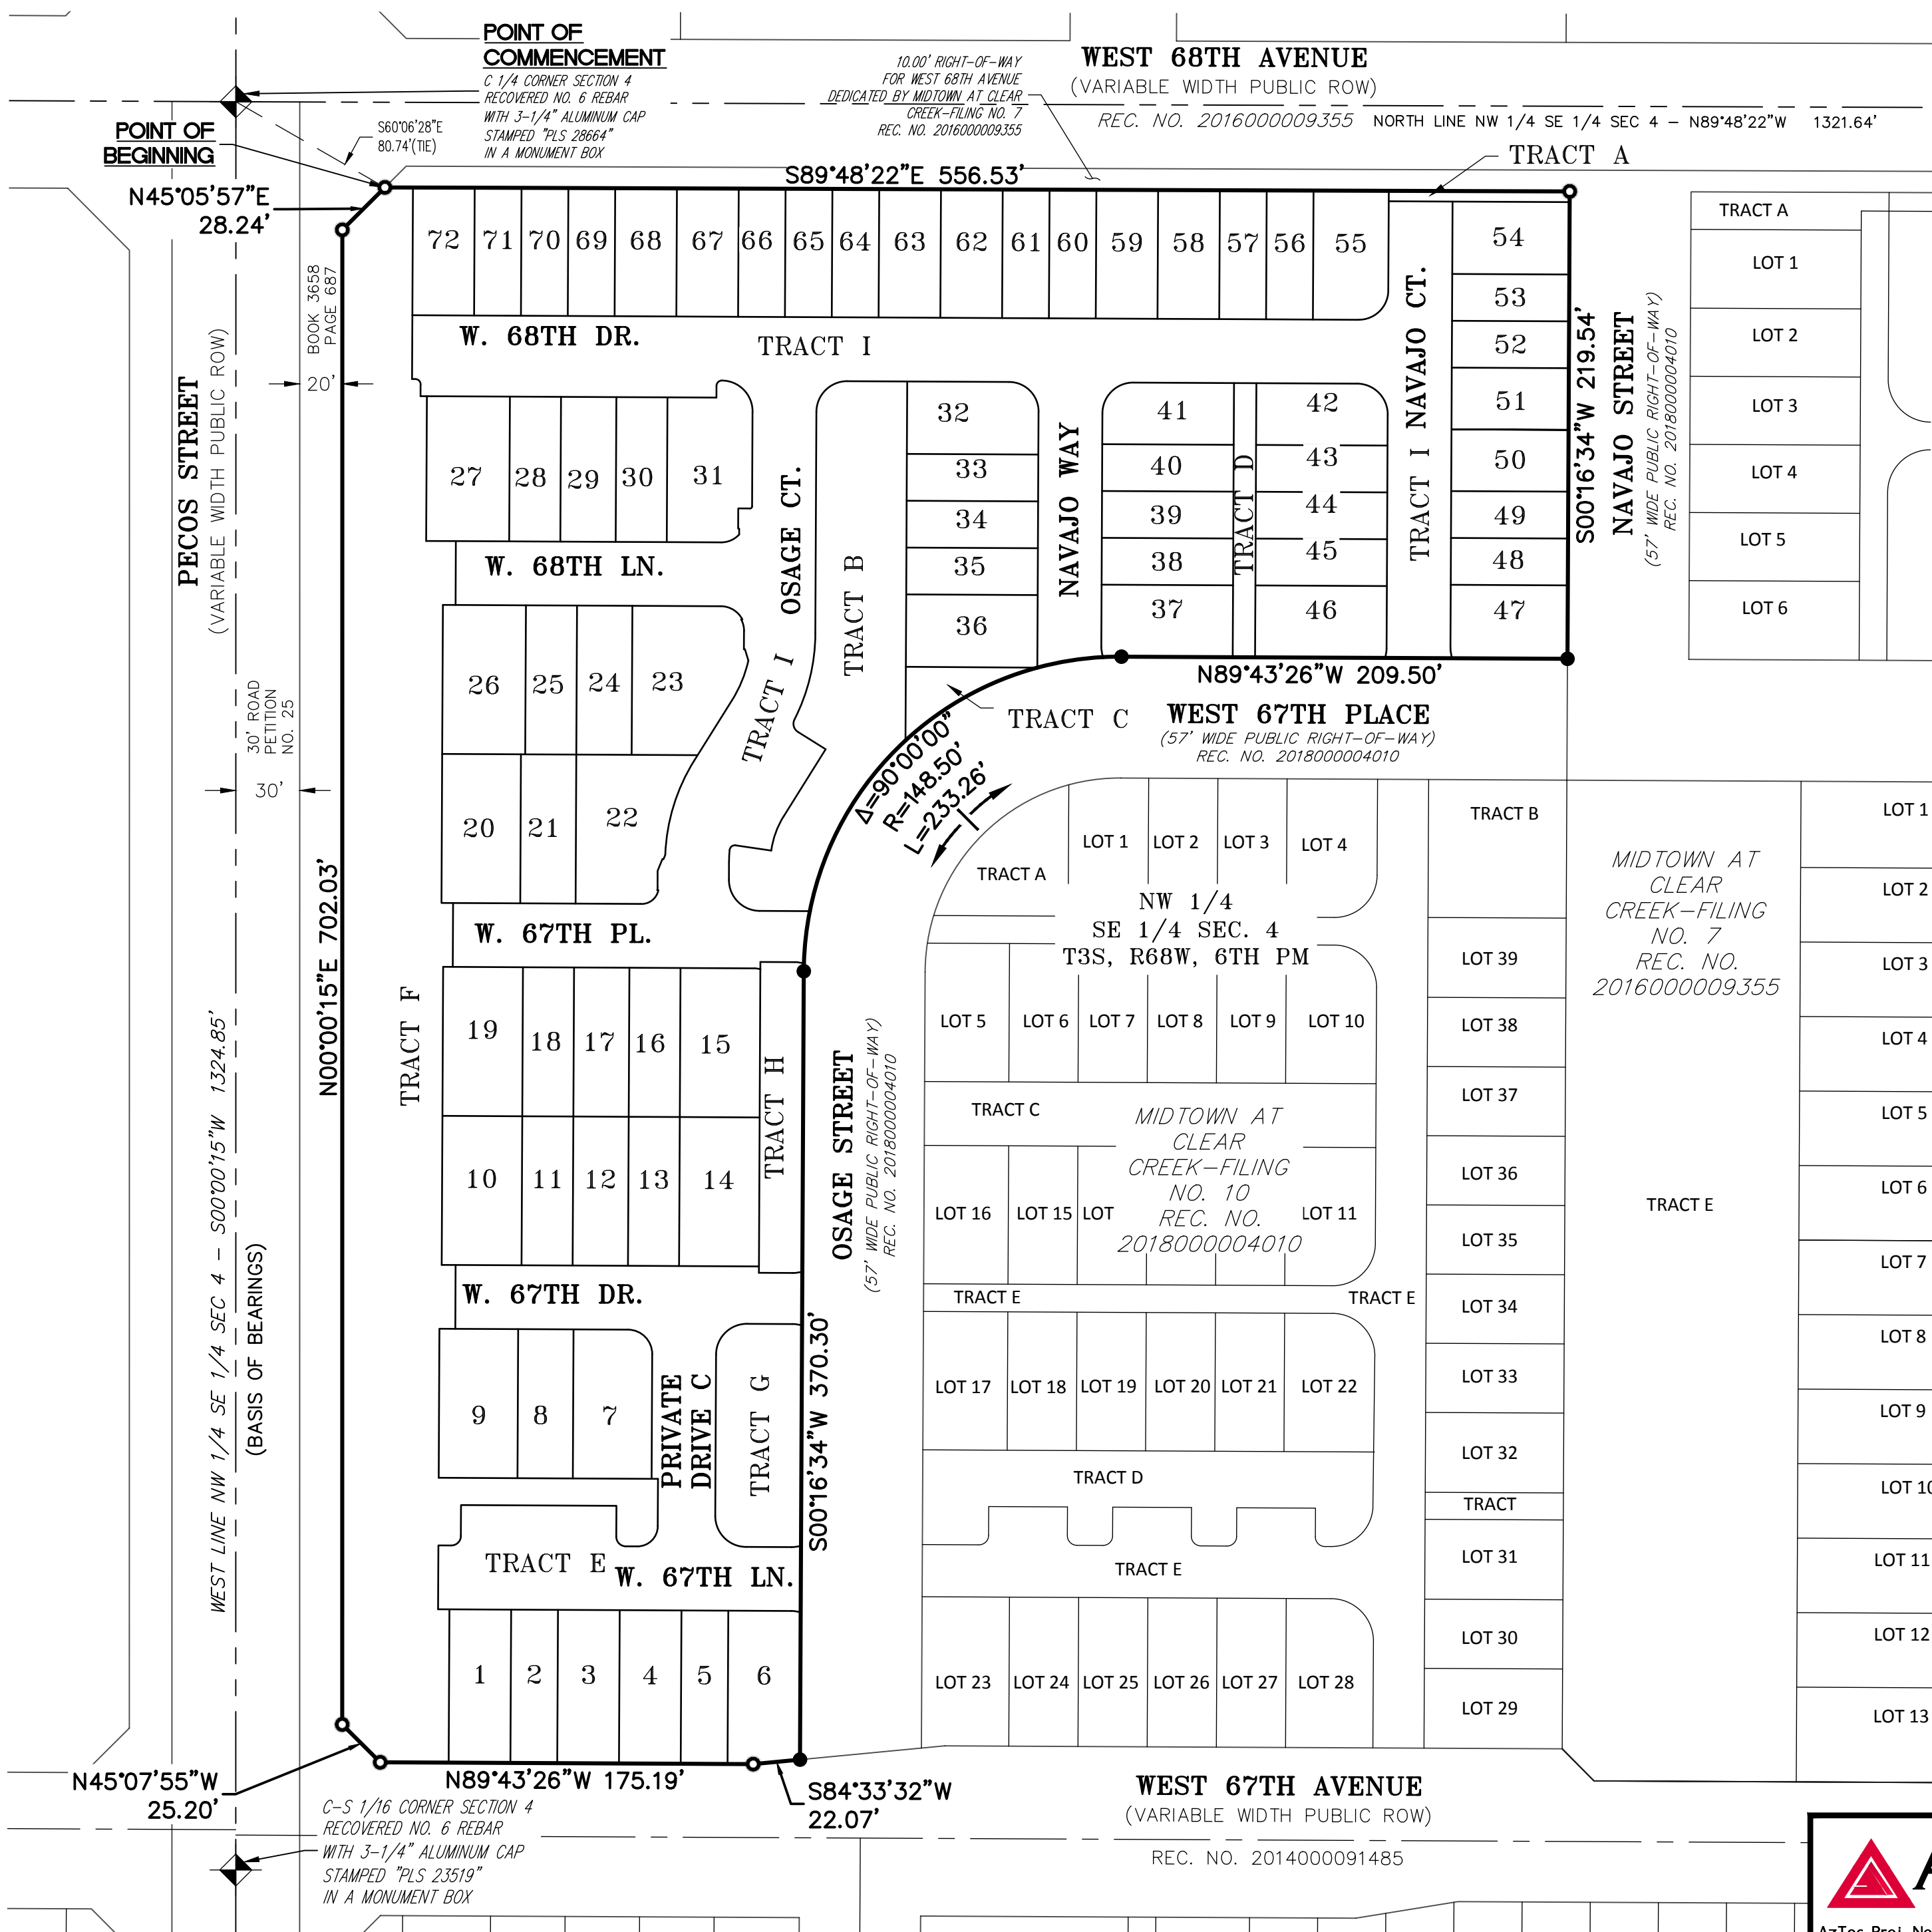 POINT OF
COMMENCEMENT
C 1/4 CORNER SECTION 4
RECOVERED NO. 6 REBAR
WITH 3-1/4" ALUMINUM CAP
STAMPED "PLS 28664"
IN A MONUMENT BOX
10.00' RIGHT-OF-WAY
FOR WEST 68TH AVENUE
DEDICATED BY MIDTOWN AT CLEAR
CREEK-FILING NO. 7
REC. NO. 2016000009355
WEST 68TH AVENUE
(VARIABLE WIDTH PUBLIC ROW)
REC. NO. 2016000009355
NORTH LINE NW 1/4 SE 1/4 SEC 4 - N89°48'22"W 1321.64'
POINT OF
BEGINNING
S60°06'28"E
80.74'(TIE)
N45°05'57"E
28.24'
S89°48'22"E 556.53'
TRACT A
72
71
70
69
68
67
66
65
64
63
62
61
60
59
58
57
56
55
54
53
52
51
50
49
48
47
W. 68TH DR.
TRACT I
NAVAJO CT.
TRACT I
S00°16'34"W 219.54'
NAVAJO STREET
(57' WIDE PUBLIC RIGHT-OF-WAY)
REC. NO. 2018000004010
TRACT A
LOT 1
LOT 2
LOT 3
LOT 4
LOT 5
LOT 6
BOOK 3658
PAGE 687
20'
PECOS STREET
(VARIABLE WIDTH PUBLIC ROW)
30' ROAD
PETITION
NO. 25
30'
27
28
29
30
31
W. 68TH LN.
OSAGE CT.
TRACT I
TRACT B
32
33
34
35
36
NAVAJO WAY
41
40
39
38
37
TRACT D
42
43
44
45
46
26
25
24
23
20
21
22
W. 67TH PL.
N89°43'26"W 209.50'
TRACT C
WEST 67TH PLACE
(57' WIDE PUBLIC RIGHT-OF-WAY)
REC. NO. 2018000004010
Δ=90°00'00"
R=148.50'
L=233.26'
N00°00'15"E 702.03'
WEST LINE NW 1/4 SE 1/4 SEC 4 - S00°00'15"W 1324.85'
(BASIS OF BEARINGS)
TRACT F
19
18
17
16
15
TRACT H
10
11
12
13
14
W. 67TH DR.
OSAGE STREET
(57' WIDE PUBLIC RIGHT-OF-WAY)
REC. NO. 2018000004010
S00°16'34"W 370.30'
9
8
7
PRIVATE
DRIVE C
TRACT G
TRACT E
W. 67TH LN.
1
2
3
4
5
6
TRACT A
LOT 1
LOT 2
LOT 3
LOT 4
NW 1/4
SE 1/4 SEC. 4
T3S, R68W, 6TH PM
LOT 5
LOT 6
LOT 7
LOT 8
LOT 9
LOT 10
TRACT C
MIDTOWN AT
CLEAR
CREEK-FILING
NO. 10
REC. NO.
2018000004010
LOT 16
LOT 15
LOT
LOT 11
TRACT E
TRACT E
LOT 17
LOT 18
LOT 19
LOT 20
LOT 21
LOT 22
TRACT D
TRACT E
LOT 23
LOT 24
LOT 25
LOT 26
LOT 27
LOT 28
TRACT B
LOT 39
LOT 38
LOT 37
LOT 36
LOT 35
LOT 34
LOT 33
LOT 32
TRACT
LOT 31
LOT 30
LOT 29
MIDTOWN AT
CLEAR
CREEK-FILING
NO. 7
REC. NO.
2016000009355
TRACT E
LOT 1
LOT 2
LOT 3
LOT 4
LOT 5
LOT 6
LOT 7
LOT 8
LOT 9
LOT 10
LOT 11
LOT 12
LOT 13
N45°07'55"W
25.20'
N89°43'26"W 175.19'
S84°33'32"W
22.07'
C-S 1/16 CORNER SECTION 4
RECOVERED NO. 6 REBAR
WITH 3-1/4" ALUMINUM CAP
STAMPED "PLS 23519"
IN A MONUMENT BOX
WEST 67TH AVENUE
(VARIABLE WIDTH PUBLIC ROW)
REC. NO. 2014000091485